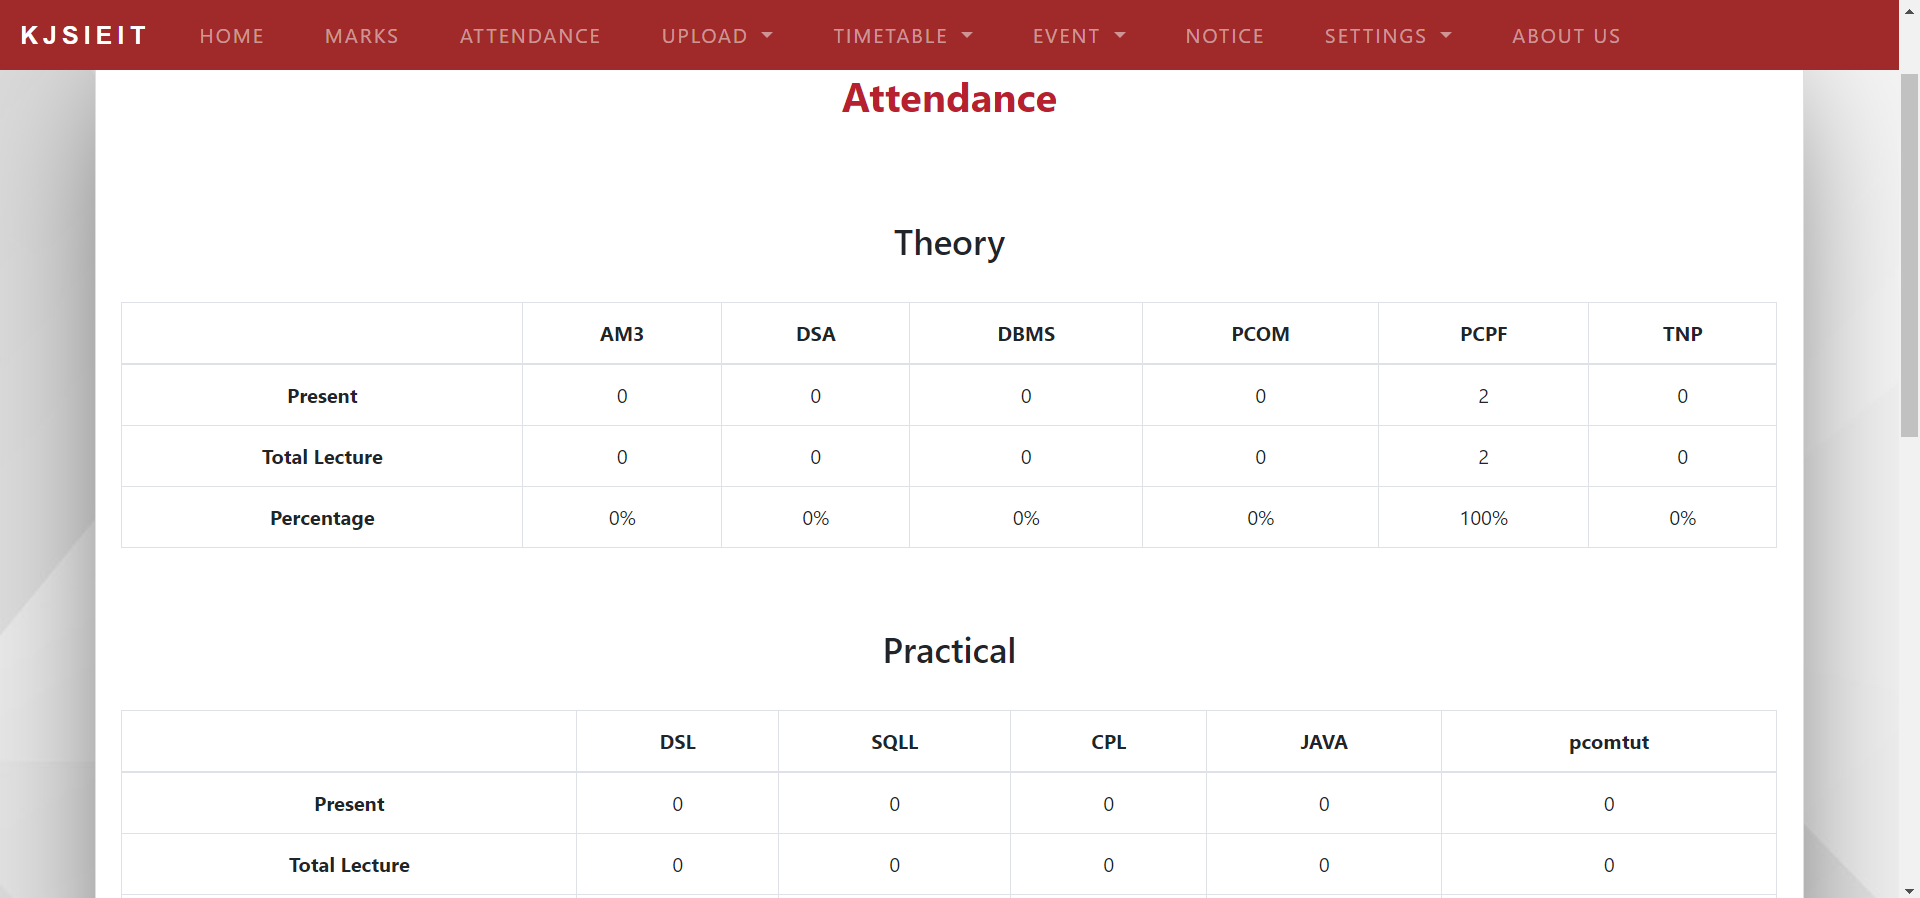 KJSIEIT HOME MARKS ATTENDANCE UPLOAD TIMETABLE EVENT NOTICE SETTINGS ABOUT US
Attendance
Theory
AM3 DSA DBMS PCOM PCPF TNP
Present 0 0 0 0 2 0
Total Lecture 0 0 0 0 2 0
Percentage 0% 0% 0% 0% 100% 0%
Practical
DSL SQLL CPL JAVA pcomtut
Present 0 0 0 0 0
Total Lecture 0 0 0 0 0